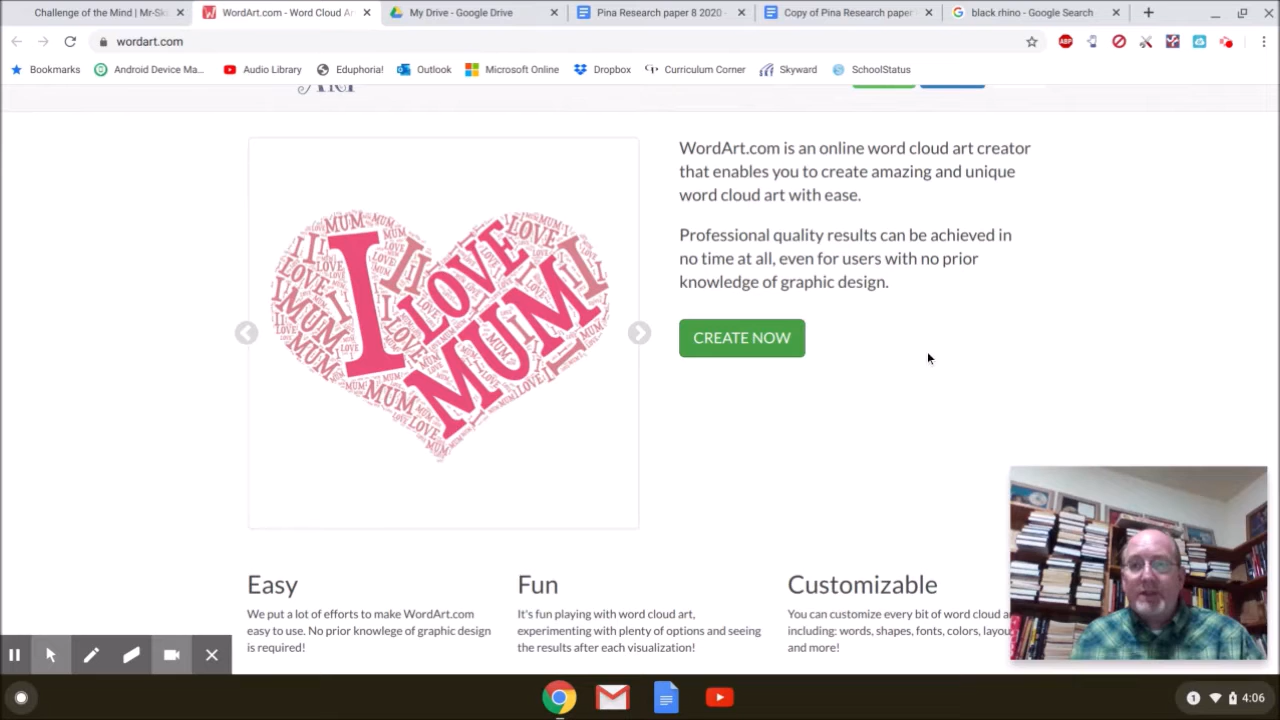 Challenge of the Mind | Mr-Sk
WordArt.com - Word Cloud Ar
My Drive - Google Drive
Pina Research paper 8 2020 -
Copy of Pina Research paper
black rhino - Google Search
wordart.com
Bookmarks
Android Device Ma...
Audio Library
Eduphoria!
Outlook
Microsoft Online
Dropbox
Curriculum Corner
Skyward
SchoolStatus
I LOVE MUM
WordArt.com is an online word cloud art creator
that enables you to create amazing and unique
word cloud art with ease.
Professional quality results can be achieved in
no time at all, even for users with no prior
knowledge of graphic design.
CREATE NOW
Easy
We put a lot of efforts to make WordArt.com
easy to use. No prior knowlege of graphic design
is required!
Fun
It's fun playing with word cloud art,
experimenting with plenty of options and seeing
the results after each visualization!
Customizable
You can customize every bit of word cloud a
including: words, shapes, fonts, colors, layou
and more!
1
4:06